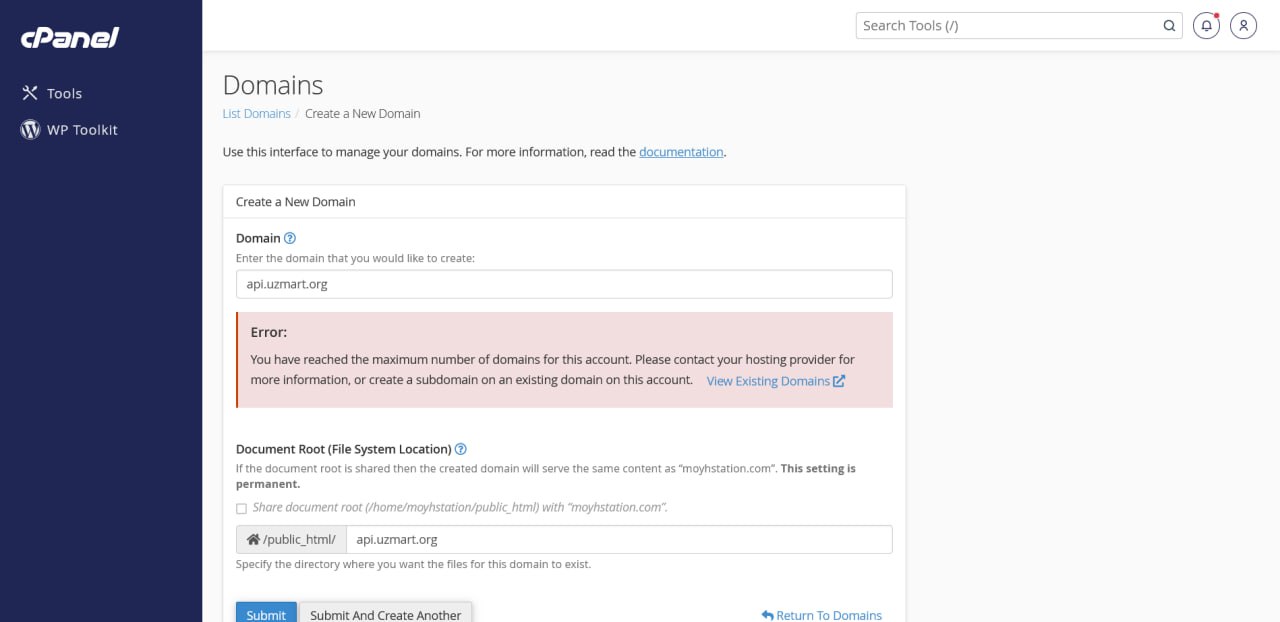 cPanel
Search Tools (/)
Tools
WP Toolkit
Domains
List Domains / Create a New Domain
Use this interface to manage your domains. For more information, read the documentation.
Create a New Domain
Domain
Enter the domain that you would like to create:
api.uzmart.org
Error:
You have reached the maximum number of domains for this account. Please contact your hosting provider for
more information, or create a subdomain on an existing domain on this account. View Existing Domains
Document Root (File System Location)
If the document root is shared then the created domain will serve the same content as “moyhstation.com”. This setting is
permanent.
Share document root (/home/moyhstation/public_html) with “moyhstation.com”.
/public_html/ api.uzmart.org
Specify the directory where you want the files for this domain to exist.
Submit Submit And Create Another Return To Domains